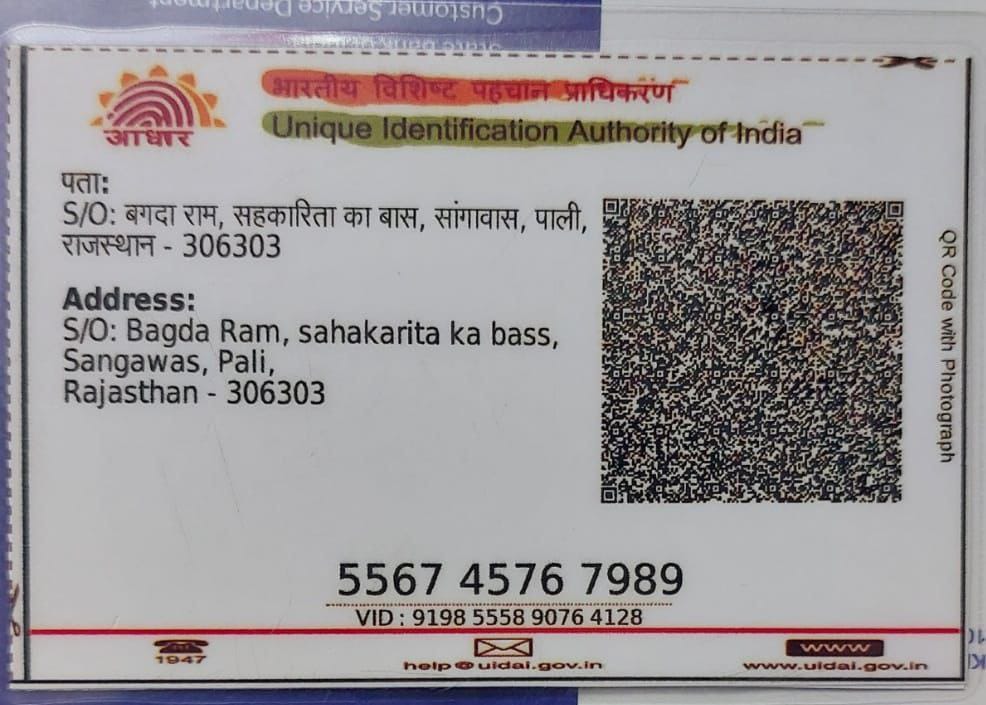 Customer Service Department
आधार
भारतीय विशिष्ट पहचान प्राधिकरण
Unique Identification Authority of India
पता:
S/O: बगदा राम, सहकारिता का बास, सांगावास, पाली,
राजस्थान - 306303
Address:
S/O: Bagda Ram, sahakarita ka bass,
Sangawas, Pali,
Rajasthan - 306303
QR Code with Photograph
5567 4576 7989
VID : 9198 5558 9076 4128
1947
help@uidai.gov.in
www
www.uidai.gov.in